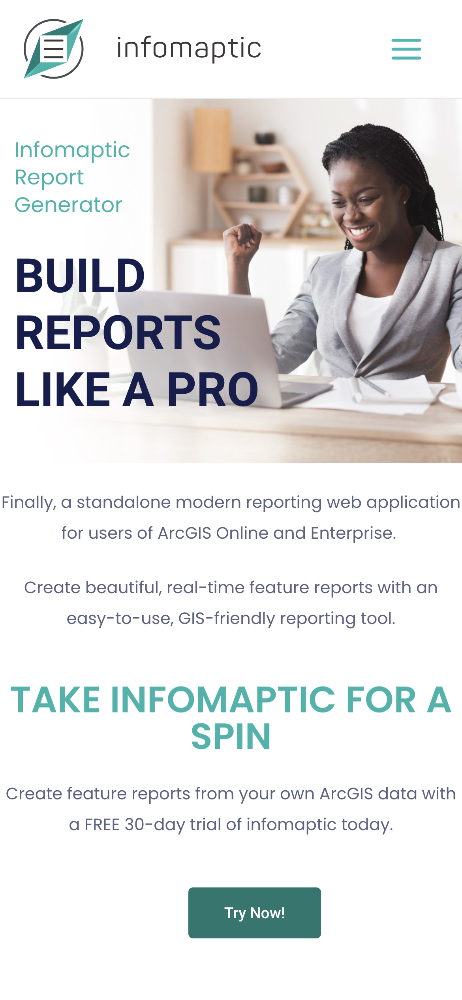 infomaptic
Infomaptic
Report
Generator
BUILD
REPORTS
LIKE A PRO
Finally, a standalone modern reporting web application
for users of ArcGIS Online and Enterprise.
Create beautiful, real-time feature reports with an
easy-to-use, GIS-friendly reporting tool.
TAKE INFOMAPTIC FOR A
SPIN
Create feature reports from your own ArcGIS data with
a FREE 30-day trial of infomaptic today.
Try Now!